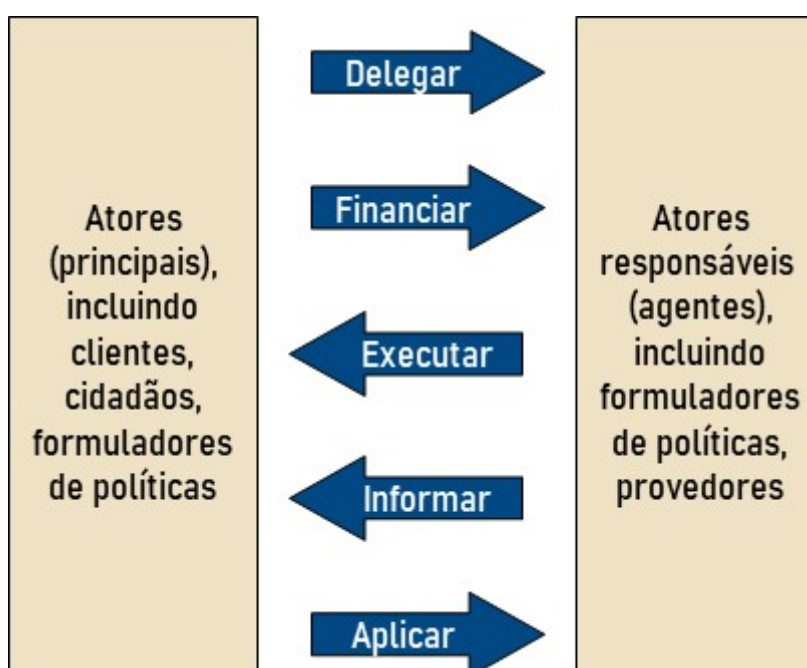 Atores
(principais),
incluindo
clientes,
cidadãos,
formuladores
de políticas
Delegar
Financiar
Executar
Informar
Aplicar
Atores
responsáveis
(agentes),
incluindo
formuladores
de políticas,
provedores